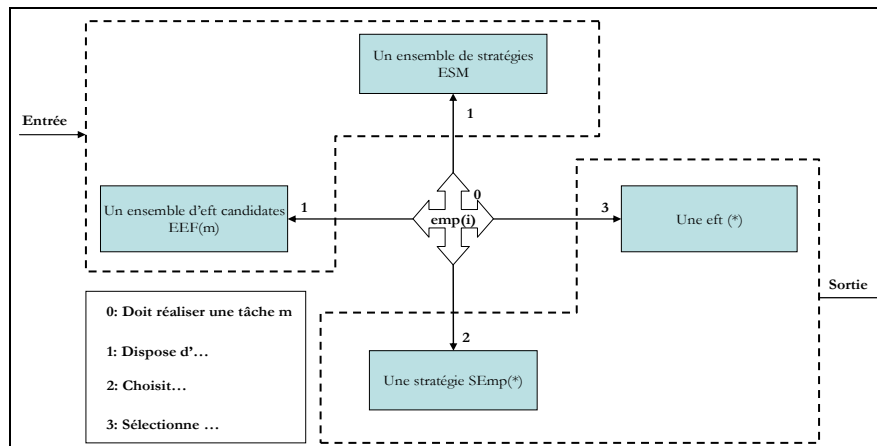 Un ensemble de stratégies
ESM
1
Entrée
0
Un ensemble d'eft candidates
EEF(m)
1
emp(i)
3
Une eft (*)
Sortie
0: Doit réaliser une tâche m
1: Dispose d'...
2: Choisit...
3: Sélectionne ...
2
Une stratégie SEmp(*)